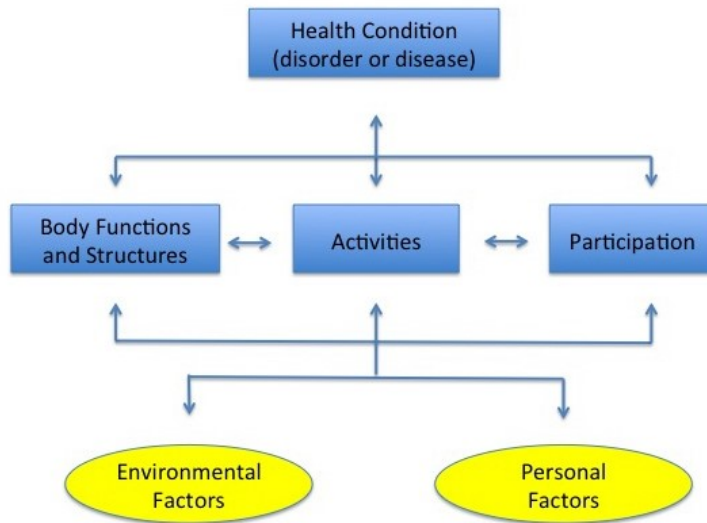 Health Condition
(disorder or disease)
Body Functions
and Structures
Activities
Participation
Environmental
Factors
Personal
Factors